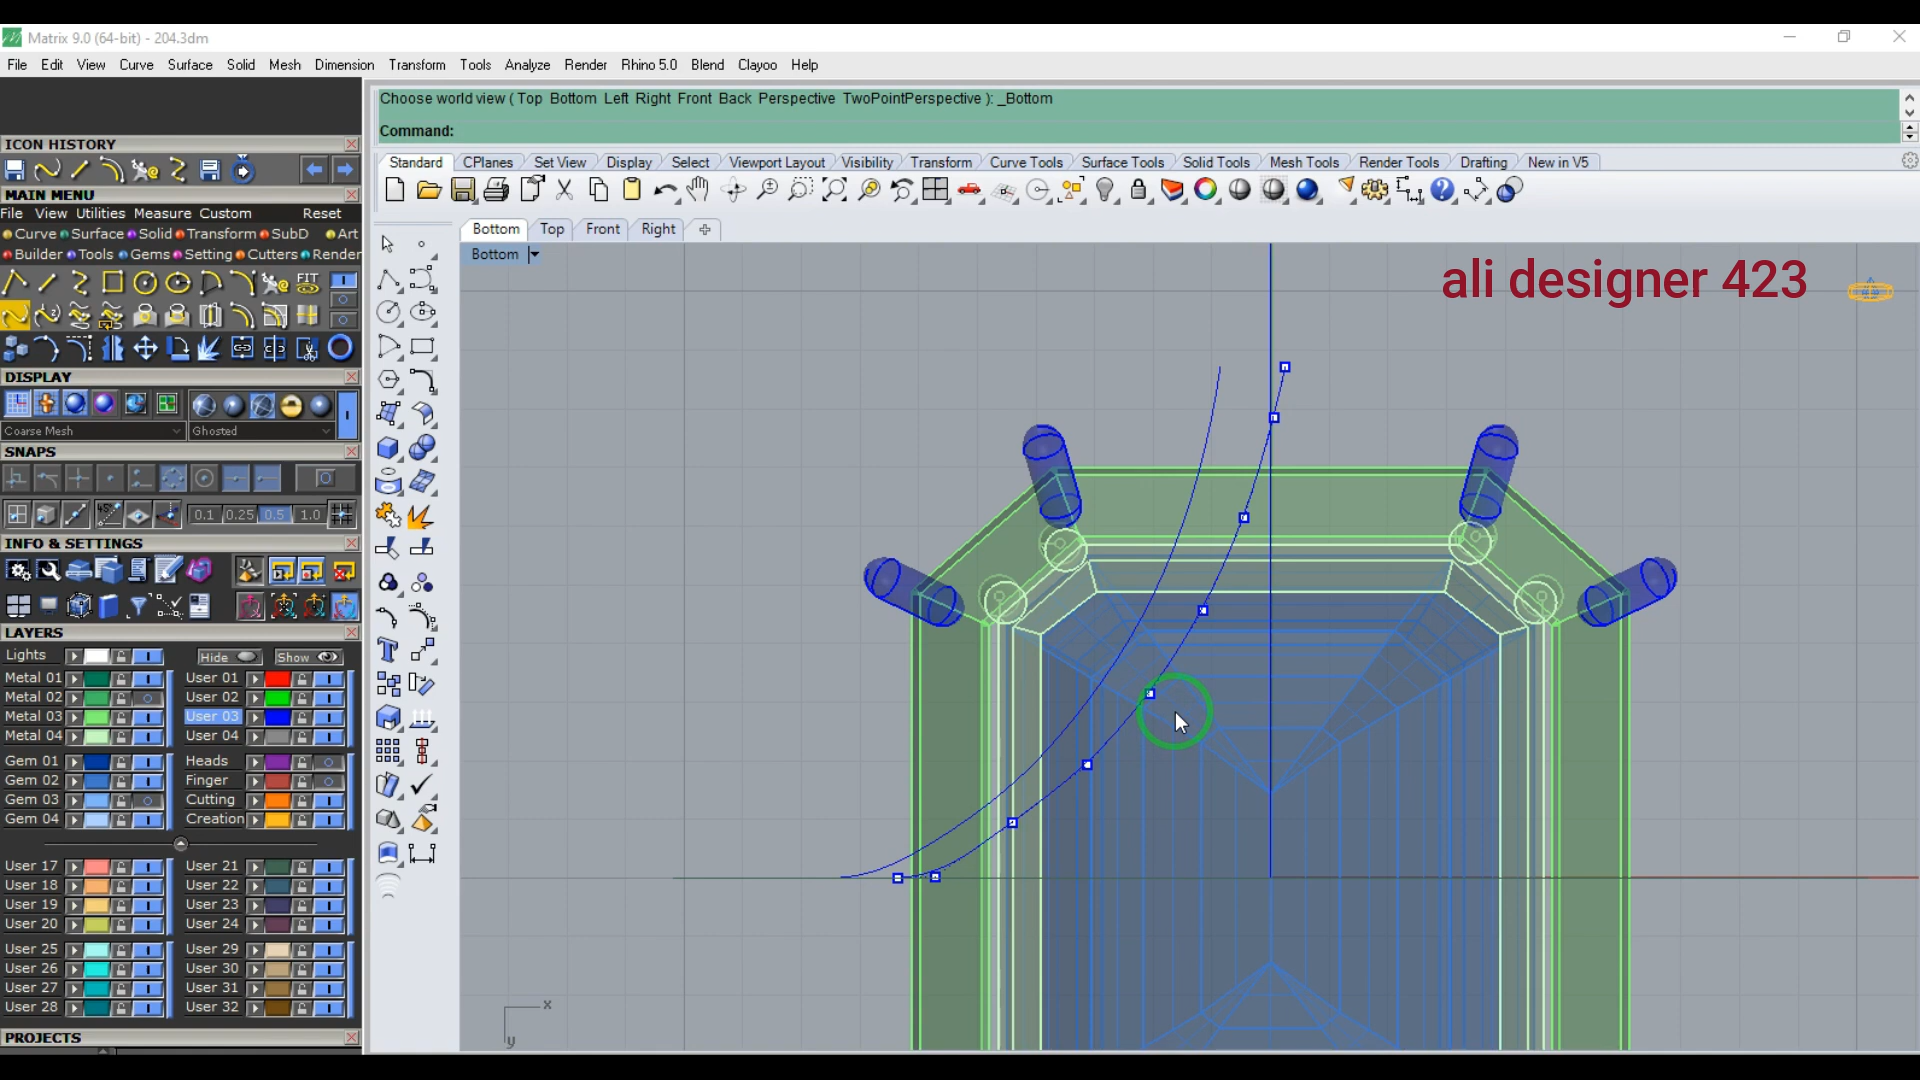 Matrix 9.0 (64-bit) - 204.3dm
File Edit View Curve Surface Solid Mesh Dimension Transform Tools Analyze Render Rhino 5.0 Blend Clayoo Help
Choose world view ( Top Bottom Left Right Front Back Perspective TwoPointPerspective ): _Bottom
Command:
ICON HISTORY
Standard CPlanes Set View Display Select Viewport Layout Visibility Transform Curve Tools Surface Tools Solid Tools Mesh Tools Render Tools Drafting New in V5
MAIN MENU
File View Utilities Measure Custom Reset
Curve Surface Solid Transform SubD Art
Builder Tools Gems Setting Cutters Render
FIT
Bottom Top Front Right
Bottom
ali designer 423
DISPLAY
Coarse Mesh Ghosted
SNAPS
45°
0.1 0.25 0.5 1.0
INFO & SETTINGS
LAYERS
Lights Hide Show
Metal 01 User 01
Metal 02 User 02
Metal 03 User 03
Metal 04 User 04
Gem 01 Heads
Gem 02 Finger
Gem 03 Cutting
Gem 04 Creation
User 17 User 21
User 18 User 22
User 19 User 23
User 20 User 24
User 25 User 29
User 26 User 30
User 27 User 31
User 28 User 32
PROJECTS
x
y